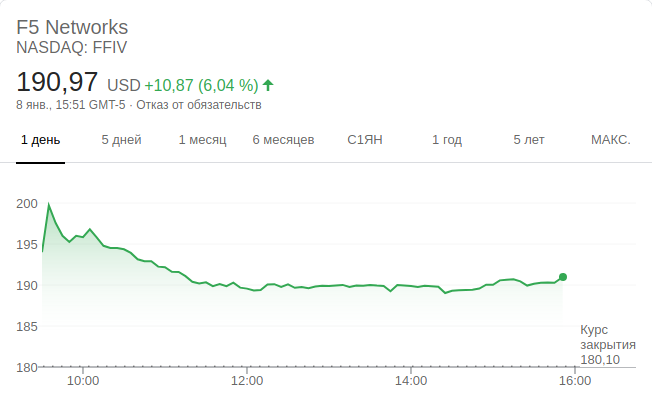 F5 Networks
NASDAQ: FFIV
190,97 USD +10,87 (6,04 %)
8 янв., 15:51 GMT-5 · Отказ от обязательств
1 день 5 дней 1 месяц 6 месяцев С1ЯН 1 год 5 лет МАКС.
200
195
190
185
180
Курс
закрытия
180,10
10:00 12:00 14:00 16:00